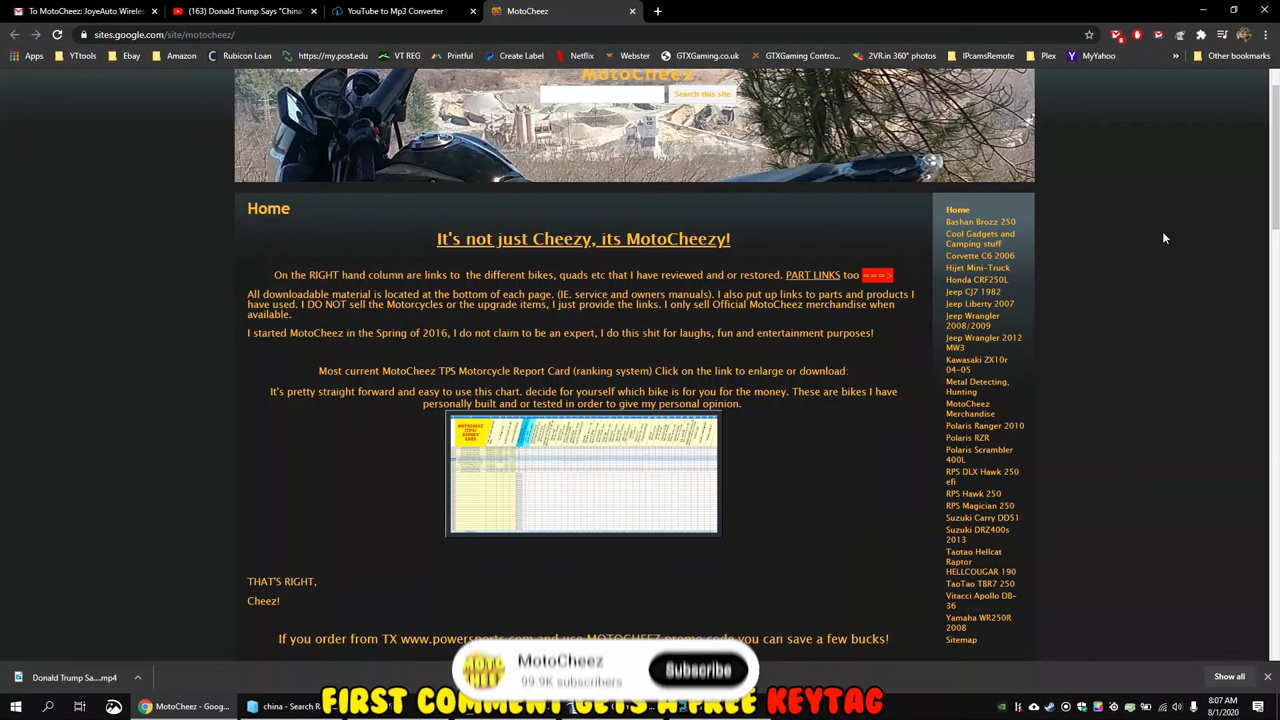 To MotoCheez, JoyAuto Wireles
(163) Donald Trump Says "China"
MotoCheez
sites.google.com/site/motocheez/
Apps
YTtools
Ebay
Amazon
Rubicon Loan
https://my.post.edu
VT REG
Printful
Create Label
Netflix
Webster
GTXGaming.co.uk
GTXGaming Contro...
2VR.in 360° photos
IPcamsRemote
Plex
MyYahoo
Other bookmarks
MotoCheez
Search this site
Home
It's not just Cheezy, its MotoCheezy!
On the RIGHT hand column are links to the different bikes, quads etc that I have reviewed and or restored. PART LINKS too ===>
All downloadable material is located at the bottom of each page. (IE. service and owners manuals). I also put up links to parts and products I
have used. I DO NOT sell the Motorcycles or the upgrade items, I just provide the links. I only sell Official MotoCheez merchandise when
available.
I started MotoCheez in the Spring of 2016, I do not claim to be an expert, I do this shit for laughs, fun and entertainment purposes!
Most current MotoCheez TPS Motorcycle Report Card (ranking system) Click on the link to enlarge or download:
It's pretty straight forward and easy to use this chart. decide for yourself which bike is for you for the money. These are bikes I have
personally built and or tested in order to give my personal opinion.
MOTOCHEEZ
(TPS)
REPORT
CARD
THAT'S RIGHT,
Cheez!
If you order from TX www.powersports.com and use MOTOCHEEZ promo code you can save a few bucks!
Home
Bashan Brozz 250
Cool Gadgets and
Camping stuff
Corvette C6 2006
Hijet Mini-Truck
Honda CRF250L
Jeep CJ7 1982
Jeep Liberty 2007
Jeep Wrangler
2008/2009
Jeep Wrangler 2012
MW3
Kawasaki ZX10r
04-05
Metal Detecting,
Hunting
MotoCheez
Merchandise
Polaris Ranger 2010
Polaris RZR
Polaris Scrambler
400L
RPS DLX Hawk 250
efi
RPS Hawk 250
RPS Magician 250
Suzuki Carry DD51
Suzuki DRZ400s
2013
Taotao Hellcat
Raptor
HELLCOUGAR 190
TaoTao TBR7 250
Vitacci Apollo DB-
36
Yamaha WR250R
2008
Sitemap
MOTO
CHEEZ
MotoCheez
99.9K subscribers
Subscribe
Donald Trump Sa....mp4
Show all
FIRST COMMENT GETS A FREE KEYTAG
MotoCheez - Goog...
china - Search R
8:07 AM
8/1/2020